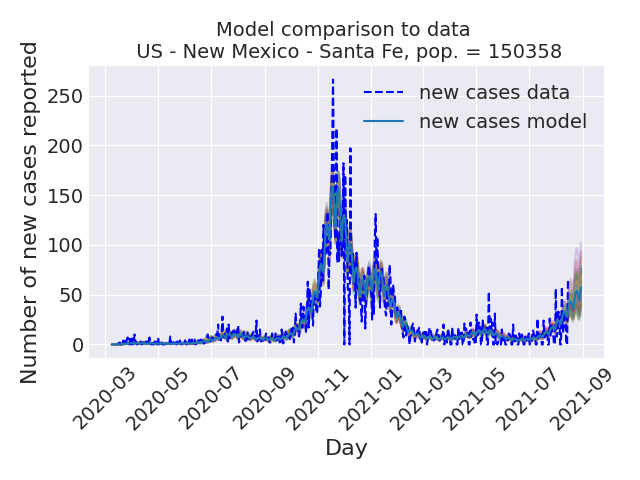 Model comparison to data
US - New Mexico - Santa Fe, pop. = 150358
Number of new cases reported
250
200
150
100
50
0
new cases data
new cases model
2020-03
2020-05
2020-07
2020-09
2020-11
2021-01
2021-03
2021-05
2021-07
2021-09
Day